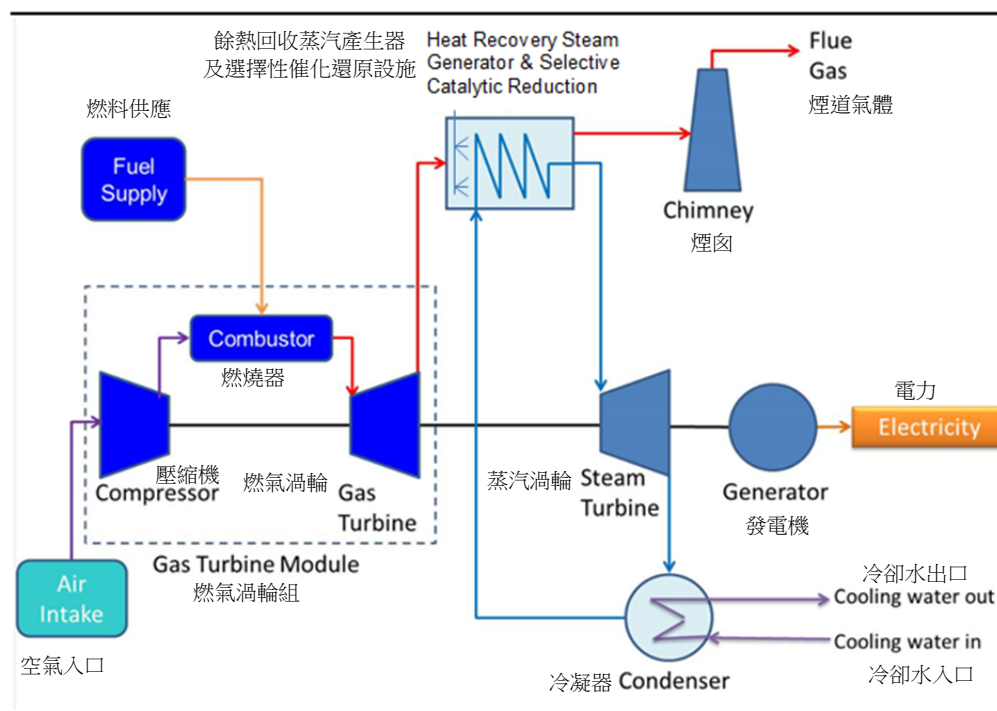 餘熱回收蒸汽產生器
及選擇性催化還原設施
Heat Recovery Steam
Generator & Selective
Catalytic Reduction
Flue
Gas
煙道氣體
燃料供應
Fuel
Supply
Chimney
煙囪
Combustor
燃燒器
壓縮機
Compressor
燃氣渦輪
Gas
Turbine
蒸汽渦輪
Steam
Turbine
Generator
發電機
電力
Electricity
Gas Turbine Module
燃氣渦輪組
Air
Intake
空氣入口
冷卻水出口
Cooling water out
Cooling water in
冷卻水入口
冷凝器 Condenser